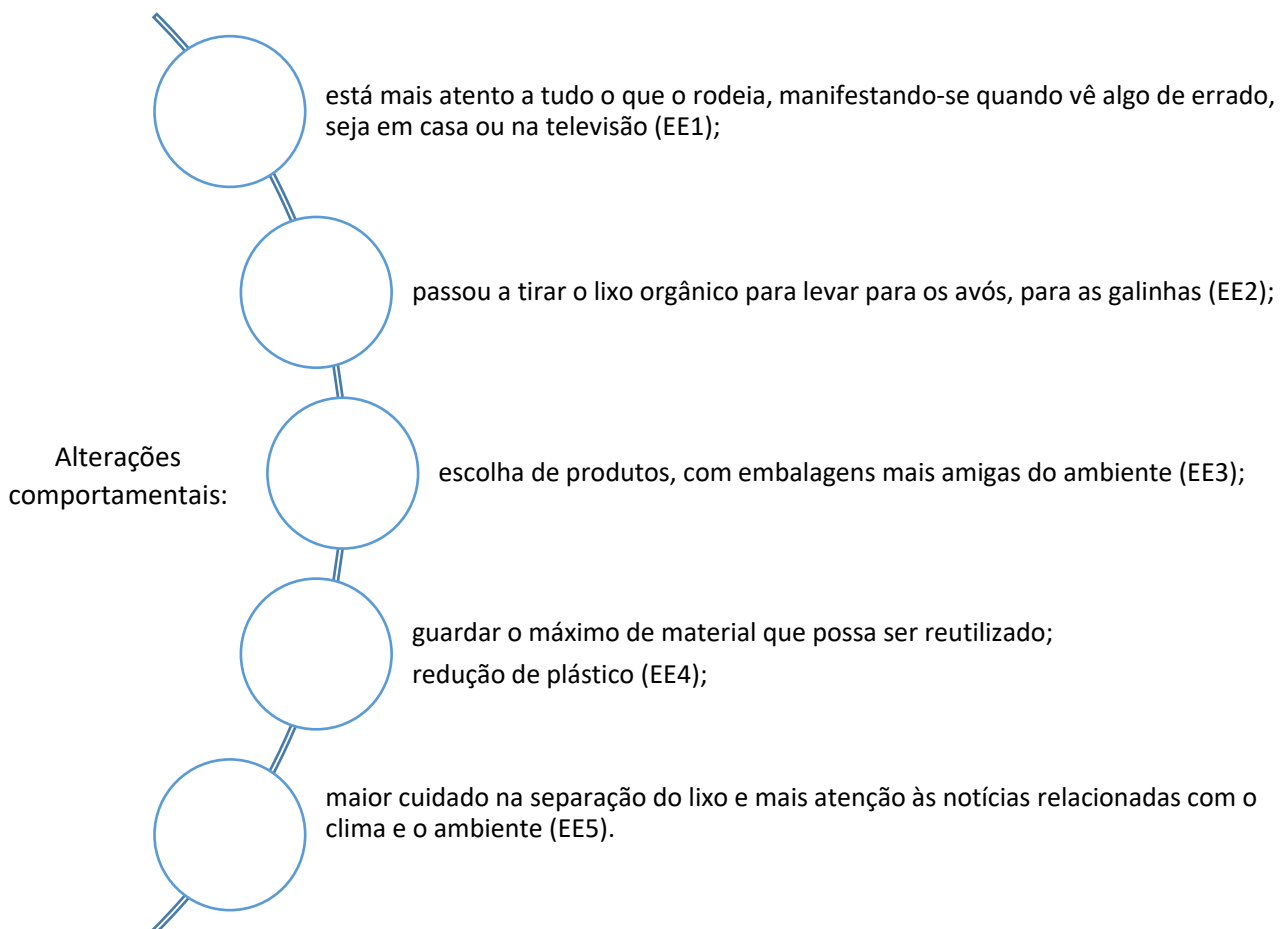 está mais atento a tudo o que o rodeia, manifestando-se quando vê algo de errado,
seja em casa ou na televisão (EE1);
passou a tirar o lixo orgânico para levar para os avós, para as galinhas (EE2);
Alterações
comportamentais:
escolha de produtos, com embalagens mais amigas do ambiente (EE3);
guardar o máximo de material que possa ser reutilizado;
redução de plástico (EE4);
maior cuidado na separação do lixo e mais atenção às notícias relacionadas com o
clima e o ambiente (EE5).